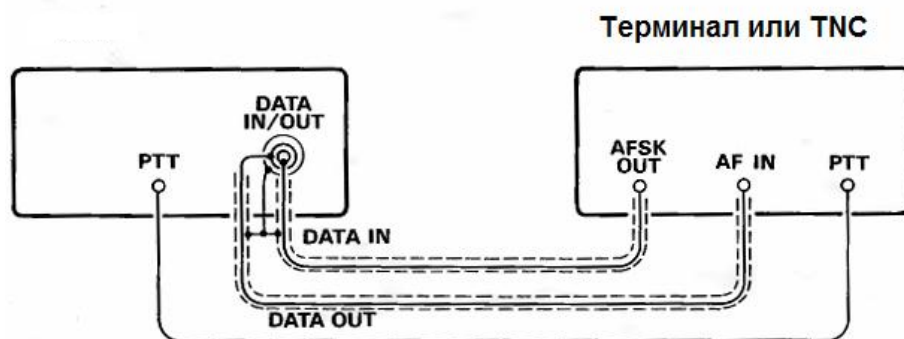 Терминал или TNC
DATA
IN/OUT
PTT
AFSK
OUT
AF IN
PTT
DATA IN
DATA OUT